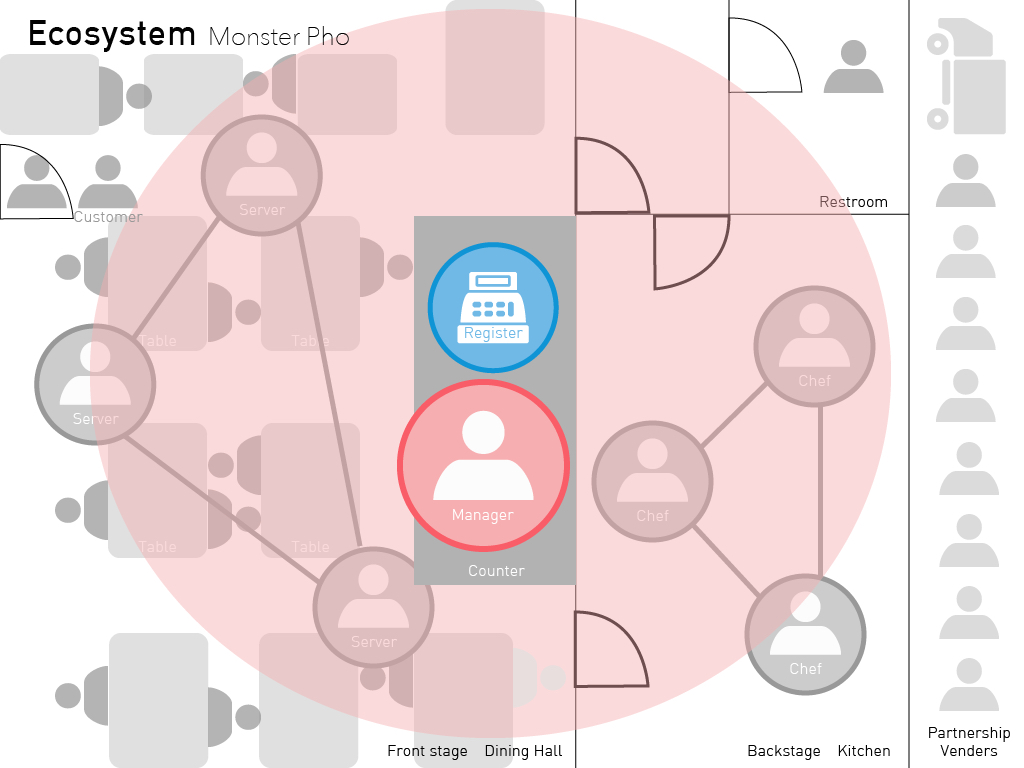 Ecosystem Monster Pho
Restroom
Server
Customer
Register
Table
Table
Chef
Server
Manager
Chef
Table
Table
Counter
Server
Chef
Front stage Dining Hall
Backstage Kitchen
Partnership
Venders